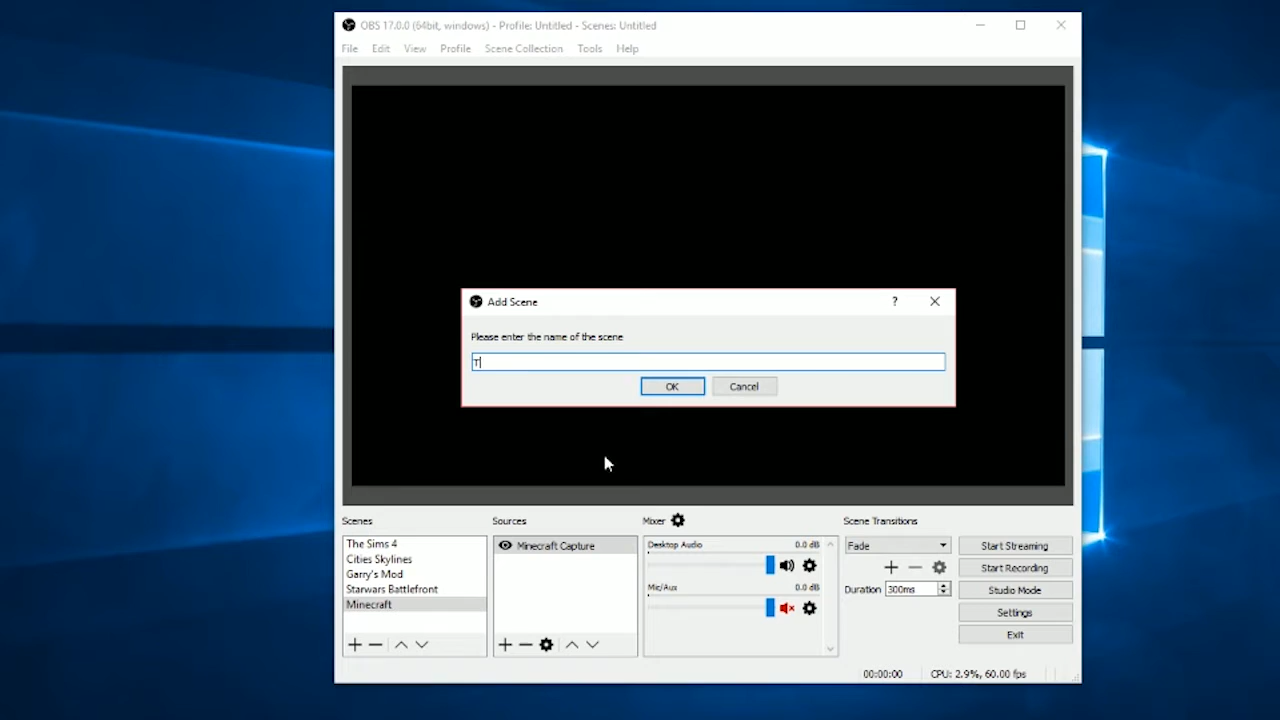 OBS 17.0.0 (64bit, windows) - Profile: Untitled - Scenes: Untitled
File Edit View Profile Scene Collection Tools Help
Add Scene ?
Please enter the name of the scene
T
OK Cancel
Scenes Sources Mixer Scene Transitions
The Sims 4
Cities Skylines
Garry's Mod
Starwars Battlefront
Minecraft
Minecraft Capture
Desktop Audio 0.0 dB
Mic/Aux 0.0 dB
Fade
Duration 300ms
Start Streaming
Start Recording
Studio Mode
Settings
Exit
00:00:00 CPU: 2.9%, 60.00 fps